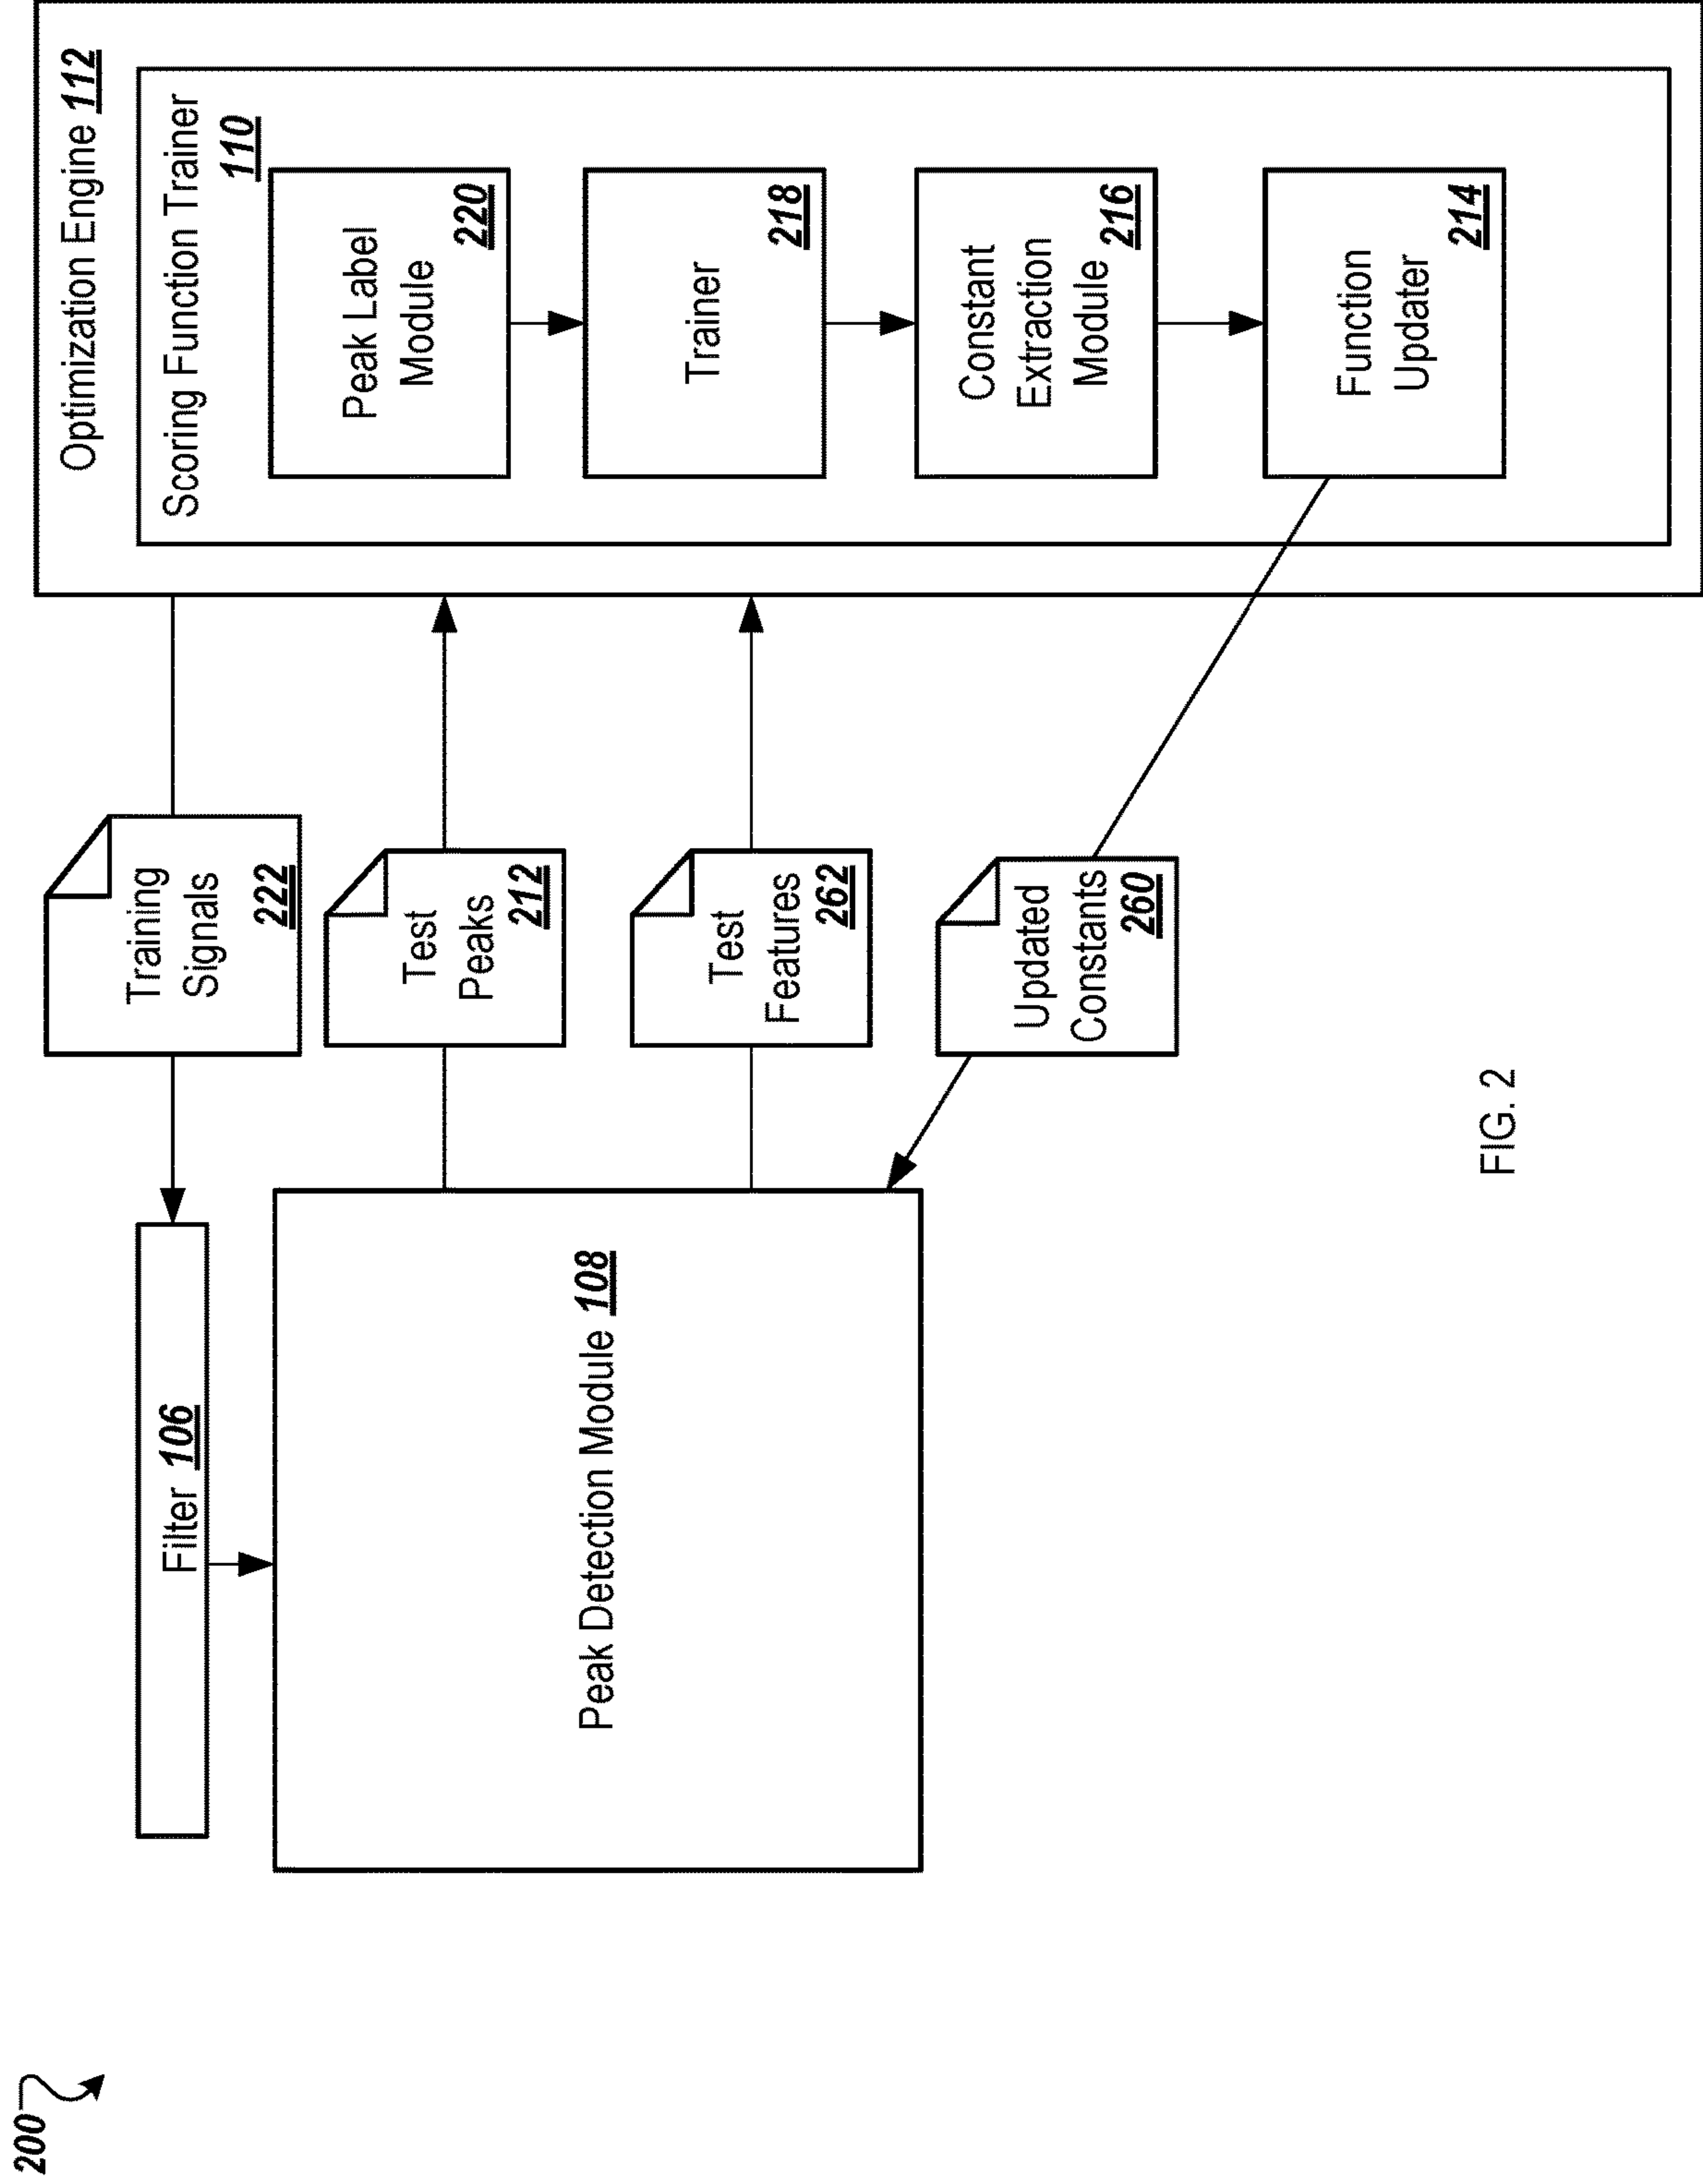 200
Filter 106
Peak Detection Module 108
Training
Signals
222
Test
Peaks
212
Test
Features
262
Updated
Constants
260
Optimization Engine 112
Scoring Function Trainer
110
Peak Label
Module
220
Trainer
218
Constant
Extraction
Module
216
Function
Updater
214
FIG. 2